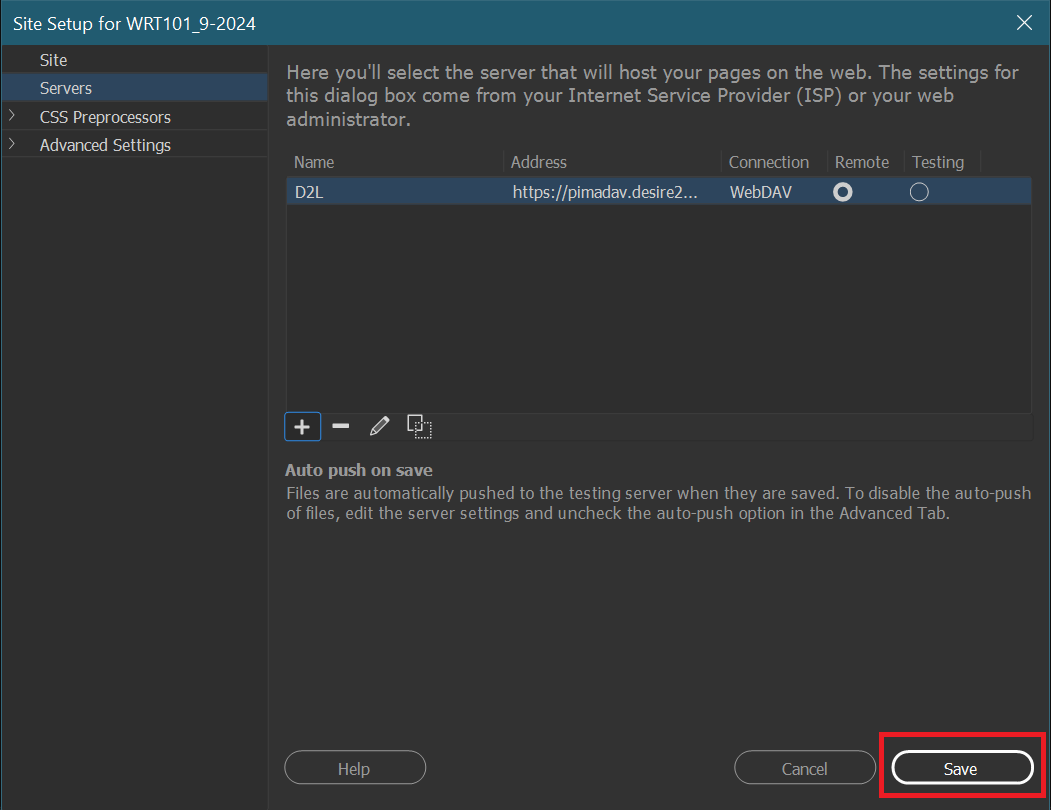 Site Setup for WRT101_9-2024
Site
Servers
CSS Preprocessors
Advanced Settings
Here you'll select the server that will host your pages on the web. The settings for
this dialog box come from your Internet Service Provider (ISP) or your web
administrator.
Name Address Connection Remote Testing
D2L https://pimadav.desire2... WebDAV
Auto push on save
Files are automatically pushed to the testing server when they are saved. To disable the auto-push
of files, edit the server settings and uncheck the auto-push option in the Advanced Tab.
Help Cancel Save